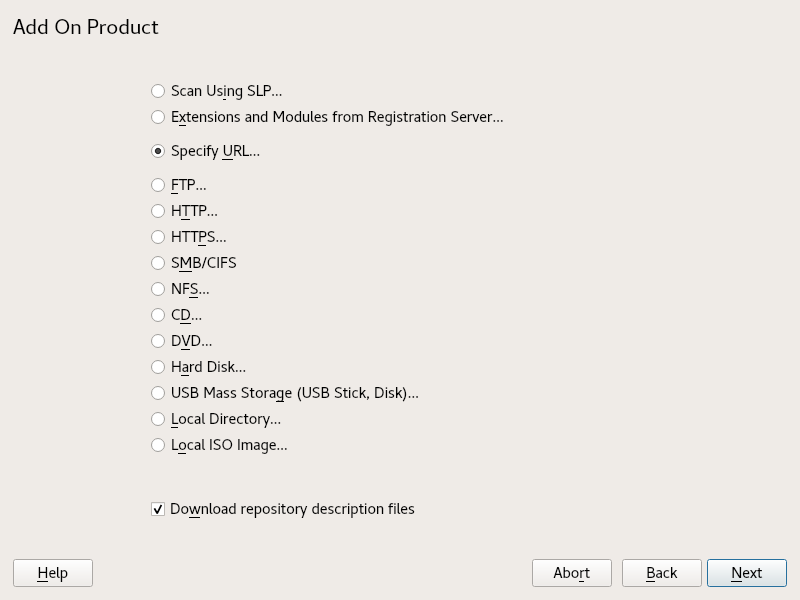 Add On Product
Scan Using SLP...
Extensions and Modules from Registration Server...
Specify URL...
FTP...
HTTP...
HTTPS...
SMB/CIFS
NFS...
CD...
DVD...
Hard Disk...
USB Mass Storage (USB Stick, Disk)...
Local Directory...
Local ISO Image...
Download repository description files
Help Abort Back Next